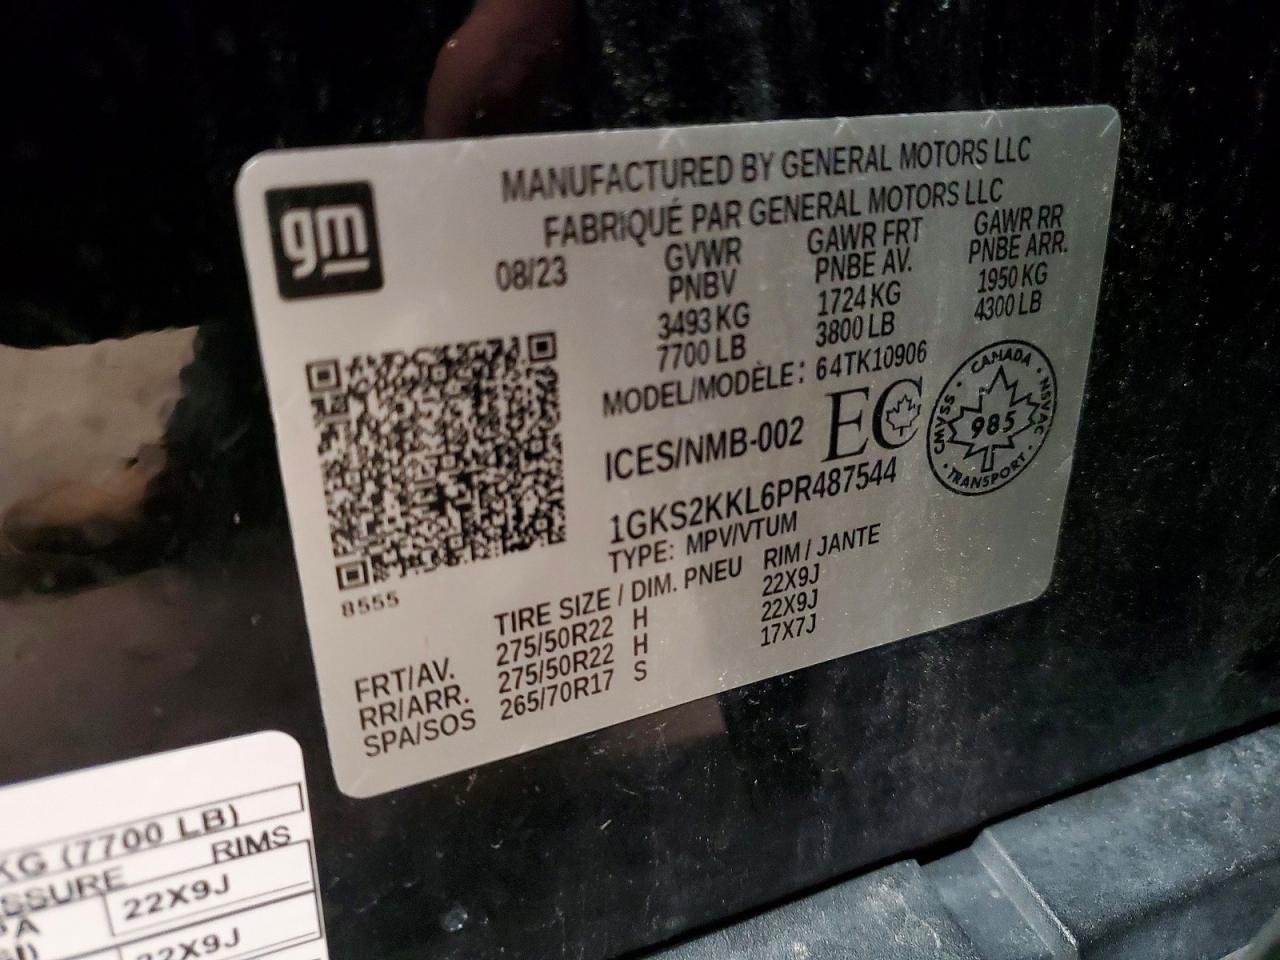 gm
MANUFACTURED BY GENERAL MOTORS LLC
FABRIQUÉ PAR GENERAL MOTORS LLC
08/23 GVWR GAWR FRT GAWR RR
PNBV PNBE AV. PNBE ARR.
3493 KG 1724 KG 1950 KG
7700 LB 3800 LB 4300 LB
MODEL/MODÈLE: 64TK10906
ICES/NMB-002 EC
CANADA
CMVSS NSVAC
985
TRANSPORT
1GKS2KKL6PR487544
TYPE: MPV/VTUM
8555
TIRE SIZE / DIM. PNEU RIM / JANTE
FRT/AV. 275/50R22 H 22X9J
RR/ARR. 275/50R22 H 22X9J
SPA/SOS 265/70R17 S 17X7J
KG (7700 LB)
RIMS
22X9J
22X9J